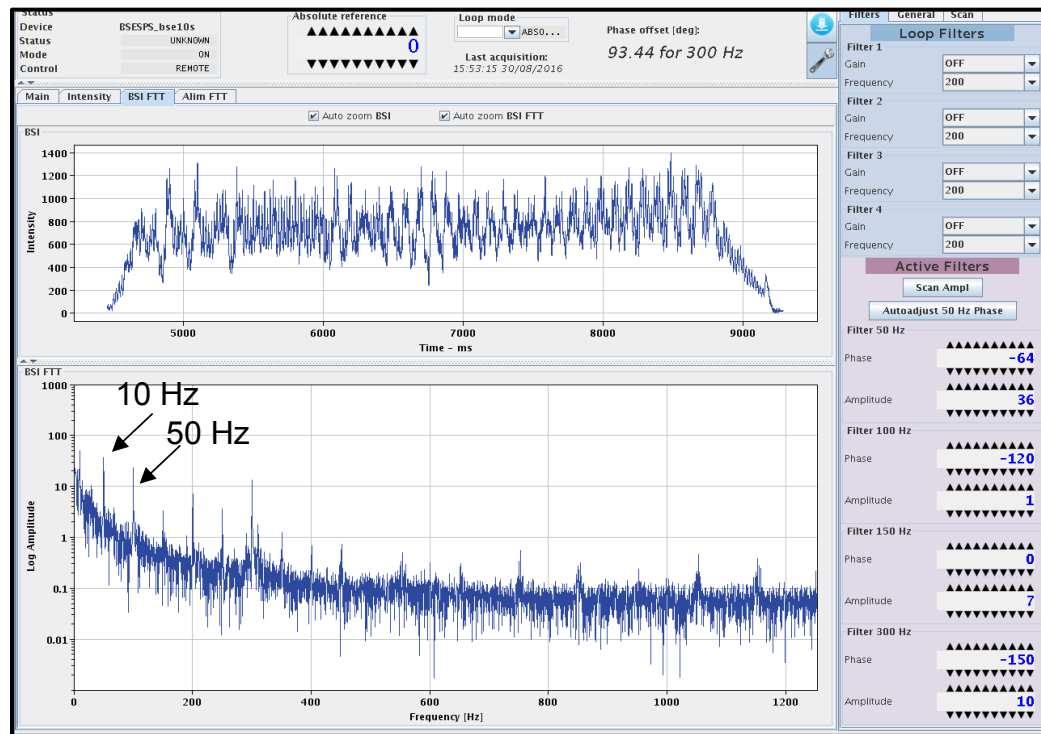 Status
Device BSESPS_bse10s
Status UNKNOWN
Mode ON
Control REMOTE
Absolute reference
0
Loop mode
ABSO...
Last acquisition:
15:53:15 30/08/2016
Phase offset [deg]:
93.44 for 300 Hz
Main Intensity BSI FTT Alim FTT
Auto zoom BSI Auto zoom BSI FTT
BSI
1400
1200
1000
800
600
400
200
0
Intensity
5000 6000 7000 8000 9000
Time - ms
BSI FTT
1000
100
10
1
0.1
0.01
Log Amplitude
10 Hz
50 Hz
0 200 400 600 800 1000 1200
Frequency [Hz]
Filters General Scan
Loop Filters
Filter 1
Gain OFF
Frequency 200
Filter 2
Gain OFF
Frequency 200
Filter 3
Gain OFF
Frequency 200
Filter 4
Gain OFF
Frequency 200
Active Filters
Scan Ampl
Autoadjust 50 Hz Phase
Filter 50 Hz
Phase -64
Amplitude 36
Filter 100 Hz
Phase -120
Amplitude 1
Filter 150 Hz
Phase 0
Amplitude 7
Filter 300 Hz
Phase -150
Amplitude 10